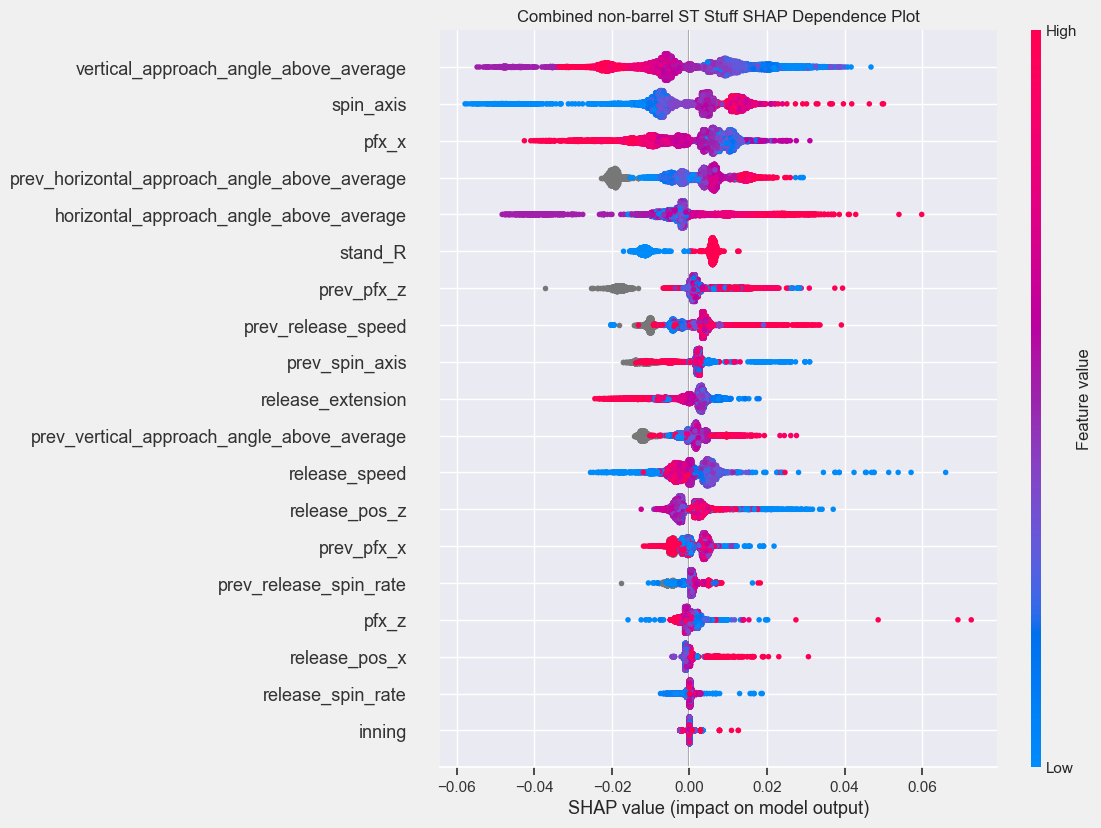 Combined non-barrel ST Stuff SHAP Dependence Plot
High
vertical_approach_angle_above_average
spin_axis
pfx_x
prev_horizontal_approach_angle_above_average
horizontal_approach_angle_above_average
stand_R
prev_pfx_z
prev_release_speed
prev_spin_axis
release_extension
prev_vertical_approach_angle_above_average
release_speed
release_pos_z
prev_pfx_x
prev_release_spin_rate
pfx_z
release_pos_x
release_spin_rate
inning
Feature value
Low
−0.06 −0.04 −0.02 0.00 0.02 0.04 0.06
SHAP value (impact on model output)